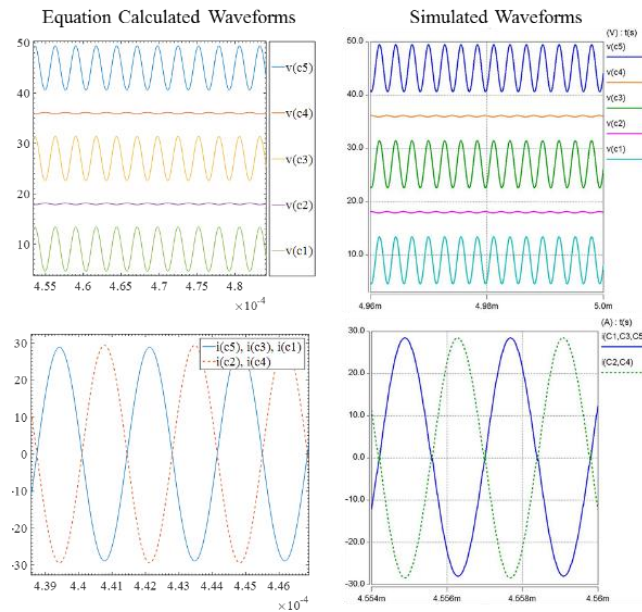 Equation Calculated Waveforms
Simulated Waveforms
50
40
30
20
10
v(c5)
v(c4)
v(c3)
v(c2)
v(c1)
4.55 4.6 4.65 4.7 4.75 4.8
×10⁻⁴
(V) : t(s)
50.0
40.0
30.0
20.0
10.0
v(c5)
v(c4)
v(c3)
v(c2)
v(c1)
4.96m 4.98m 5.0m
30
20
10
0
-10
-20
-30
i(c5), i(c3), i(c1)
i(c2), i(c4)
4.39 4.4 4.41 4.42 4.43 4.44 4.45 4.46
×10⁻⁴
(A) : t(s)
30.0
20.0
10.0
0.0
-10.0
-20.0
-30.0
i(C1,C3,C5
i(C2,C4)
4.554m 4.556m 4.558m 4.56m